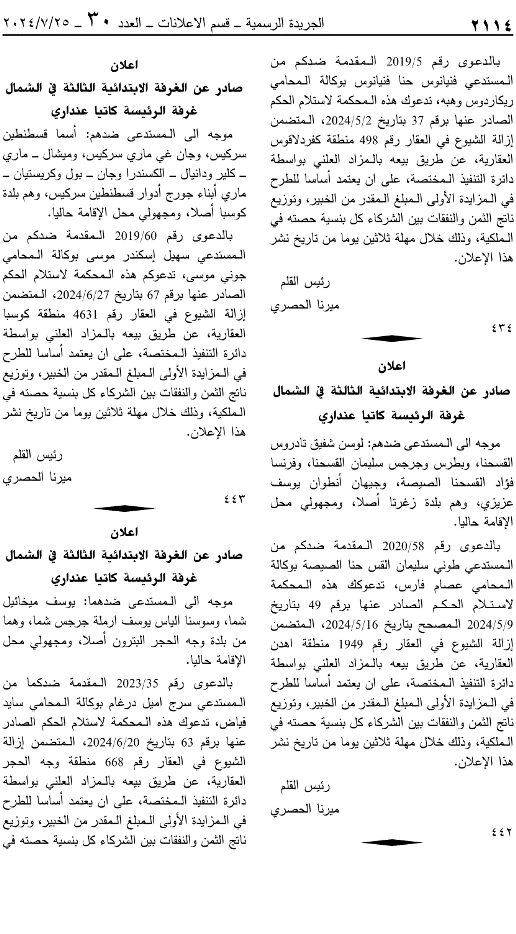 ٢١١٤
الجريدة الرسمية ــ قسم الاعلانات ــ العدد ٣٠ ــ ٢٠٢٤/٧/٢٥
بالدعوى رقم 2019/5 المقدمة ضدكم من
المستدعي فنيانوس حنا فنيانوس بوكالة المحامي
ريكاردوس وهبه، تدعوك هذه المحكمة لاستلام الحكم
الصادر عنها برقم 37 بتاريخ 2024/5/2، المتضمن
إزالة الشيوع في العقار رقم 498 منطقة كفردلاقوس
العقارية، عن طريق بيعه بالمزاد العلني بواسطة
دائرة التنفيذ المختصة، على ان يعتمد أساسا للطرح
في المزايدة الأولى المبلغ المقدر من الخبير، وتوزيع
ناتج الثمن والنفقات بين الشركاء كل بنسبة حصته في
الملكية، وذلك خلال مهلة ثلاثين يوما من تاريخ نشر
هذا الإعلان.
رئيس القلم
ميرنا الحصري
٤٣٤
اعلان
صادر عن الغرفة الابتدائية الثالثة في الشمال
غرفة الرئيسة كاتيا عنداري
موجه الى المستدعى ضدهم: لوسن شفيق تادروس
القسحنا، وبطرس وجرجس سليمان القسحنا، وفرنسا
فؤاد القسحنا الصيصة، وجيهان أنطوان يوسف
عزيزي، وهم بلدة زغرتا أصلا، ومجهولي محل
الإقامة حاليا.
بالدعوى رقم 2020/58 المقدمة ضدكم من
المستدعي طوني سليمان القس حنا الصيصة بوكالة
المحامي عصام فارس، تدعوكك هذه المحكمة
لاستلام الحكم الصادر عنها برقم 49 بتاريخ
2024/5/9 المصحح بتاريخ 2024/5/16، المتضمن
إزالة الشيوع في العقار رقم 1949 منطقة اهدن
العقارية، عن طريق بيعه بالمزاد العلني بواسطة
دائرة التنفيذ المختصة، على ان يعتمد أساسا للطرح
في المزايدة الأولى المبلغ المقدر من الخبير، وتوزيع
ناتج الثمن والنفقات بين الشركاء كل بنسبة حصته في
الملكية، وذلك خلال مهلة ثلاثين يوما من تاريخ نشر
هذا الإعلان.
رئيس القلم
ميرنا الحصري
٤٤٢
اعلان
صادر عن الغرفة الابتدائية الثالثة في الشمال
غرفة الرئيسة كاتيا عنداري
موجه الى المستدعى ضدهم: أسما قسطنطين
سركيس، وجان غي ماري سركيس، وميشال ــ ماري
ــ كلير ودانيال ــ الكسندرا وجان ــ بول وكريستيان ــ
ماري أبناء جورج أدوار قسطنطين سركيس، وهم بلدة
كوسبا أصلا، ومجهولي محل الإقامة حاليا.
بالدعوى رقم 2019/60 المقدمة ضدكم من
المستدعي سهيل إسكندر موسى بوكالة المحامي
جوني موسى، تدعوكم هذه المحكمة لاستلام الحكم
الصادر عنها برقم 67 بتاريخ 2024/6/27، المتضمن
إزالة الشيوع في العقار رقم 4631 منطقة كوسبا
العقارية، عن طريق بيعه بالمزاد العلني بواسطة
دائرة التنفيذ المختصة، على ان يعتمد أساسا للطرح
في المزايدة الأولى المبلغ المقدر من الخبير، وتوزيع
ناتج الثمن والنفقات بين الشركاء كل بنسبة حصته في
الملكية، وذلك خلال مهلة ثلاثين يوما من تاريخ نشر
هذا الإعلان.
رئيس القلم
ميرنا الحصري
٤٤٣
اعلان
صادر عن الغرفة الابتدائية الثالثة في الشمال
غرفة الرئيسة كاتيا عنداري
موجه الى المستدعى ضدهما: يوسف ميخائيل
شما، وسوسنا الياس يوسف ارملة جرجس شما، وهما
من بلدة وجه الحجر البترون أصلا، ومجهولي محل
الإقامة حاليا.
بالدعوى رقم 2023/35 المقدمة ضدكما من
المستدعي سرج اميل درغام بوكالة المحامي سايد
فياض، تدعوك هذه المحكمة لاستلام الحكم الصادر
عنها برقم 63 بتاريخ 2024/6/20، المتضمن إزالة
الشيوع في العقار رقم 668 منطقة وجه الحجر
العقارية، عن طريق بيعه بالمزاد العلني بواسطة
دائرة التنفيذ المختصة، على ان يعتمد أساسا للطرح
في المزايدة الأولى المبلغ المقدر من الخبير، وتوزيع
ناتج الثمن والنفقات بين الشركاء كل بنسبة حصته في